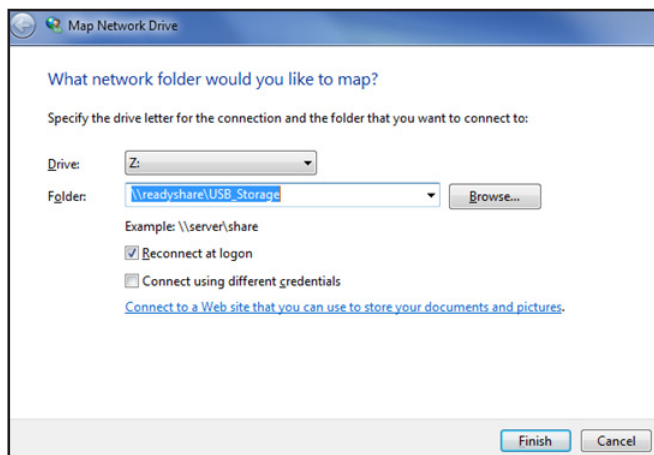 Map Network Drive
What network folder would you like to map?
Specify the drive letter for the connection and the folder that you want to connect to:
Drive: Z:
Folder: \\readyshare\USB_Storage Browse...
Example: \\server\share
Reconnect at logon
Connect using different credentials
Connect to a Web site that you can use to store your documents and pictures.
Finish Cancel